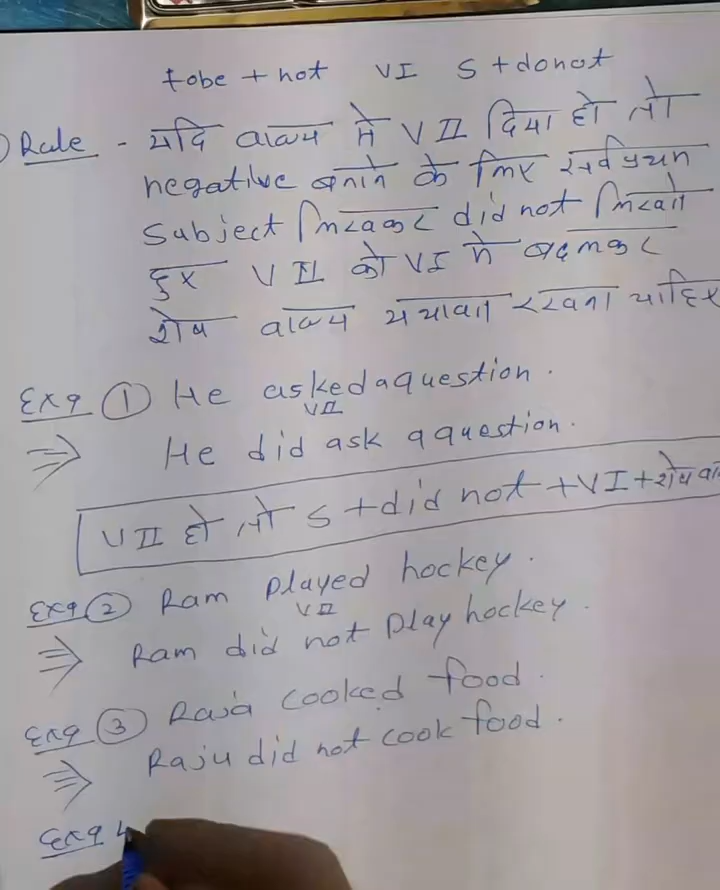 tobe + not VI S + donot
Rule - यदि वाक्य मे V II दिया हो तो
negative बनाने के लिए सर्वप्रथम
Subject लिखकर did not लिखते
हुए V II को VI मे बदलकर
शेष वाक्य यथावत रखना चाहिए
Exa ① He asked a question.
VII
⇒ He did ask a question.
VII हो तो S + did not + VI + शेष वा
Exa ② Ram played hockey.
VII
⇒ Ram did not play hockey.
Exa ③ Raja cooked food.
⇒ Raju did not cook food.
Exa 4